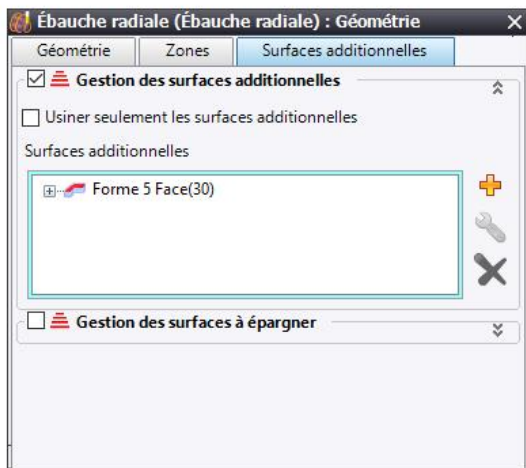 Ébauche radiale (Ébauche radiale) : Géométrie
Géométrie Zones Surfaces additionnelles
Gestion des surfaces additionnelles
Usiner seulement les surfaces additionnelles
Surfaces additionnelles
Forme 5 Face(30)
Gestion des surfaces à épargner